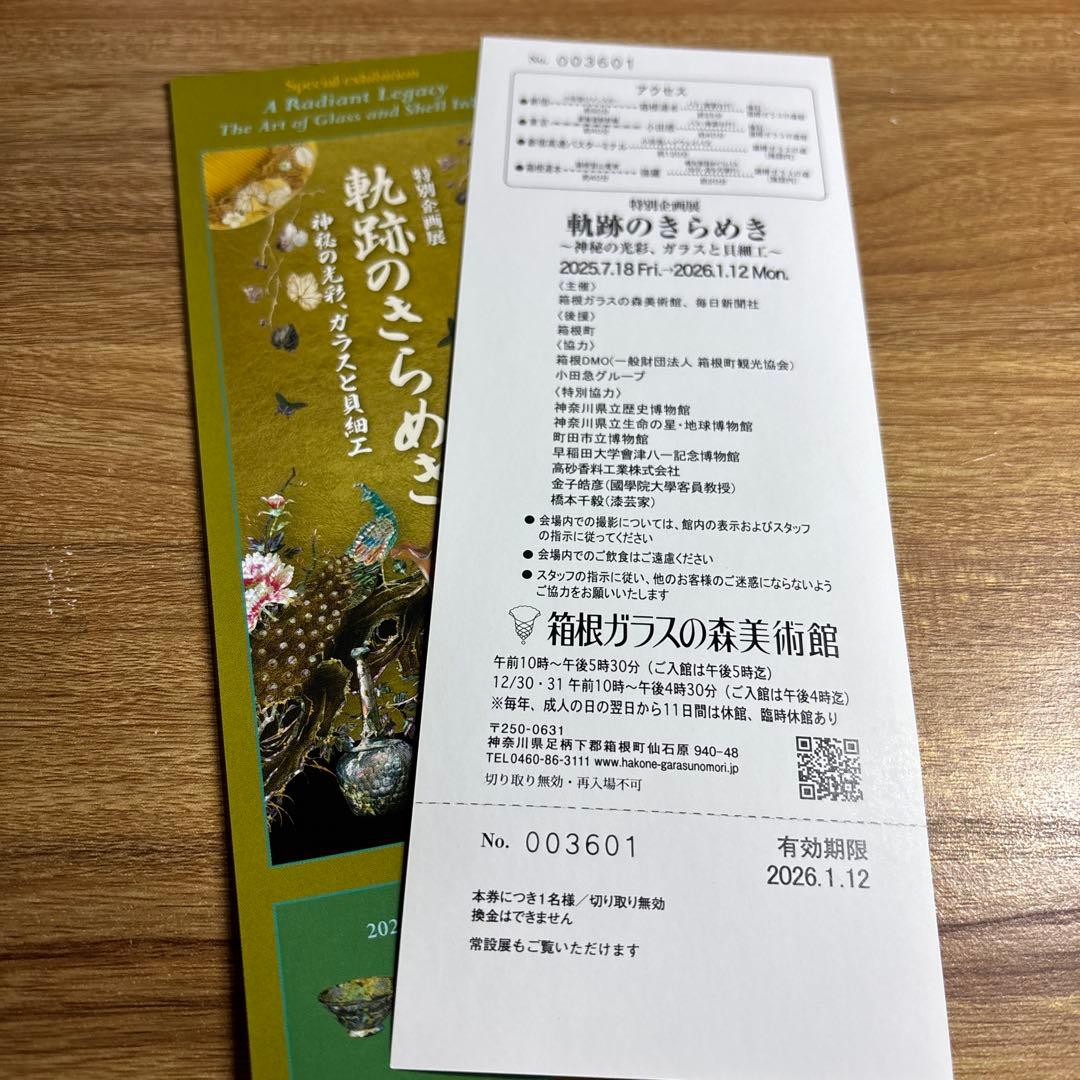 Special exhibition
A Radiant Legacy
The Art of Glass and Shell
特別企画展
軌跡のきらめき
神秘の光彩、ガラスと貝細工
202
No. 003601
アクセス
小田原
新宿高速バスターミナル
箱根湯本
特別企画展
軌跡のきらめき
～神秘の光彩、ガラスと貝細工～
2025.7.18 Fri.→2026.1.12 Mon.
〈主催〉
箱根ガラスの森美術館、毎日新聞社
〈後援〉
箱根町
〈協力〉
箱根DMO(一般財団法人 箱根町観光協会)
小田急グループ
〈特別協力〉
神奈川県立歴史博物館
神奈川県立生命の星・地球博物館
町田市立博物館
早稲田大学會津八一記念博物館
高砂香料工業株式会社
金子皓彦(國學院大學客員教授)
橋本千毅(漆芸家)
● 会場内での撮影については、館内の表示およびスタッフ
の指示に従ってください
● 会場内でのご飲食はご遠慮ください
● スタッフの指示に従い、他のお客様のご迷惑にならないよう
ご協力をお願いいたします
箱根ガラスの森美術館
午前10時～午後5時30分（ご入館は午後5時迄）
12/30・31 午前10時～午後4時30分（ご入館は午後4時迄）
※毎年、成人の日の翌日から11日間は休館、臨時休館あり
〒250-0631
神奈川県足柄下郡箱根町仙石原 940-48
TEL0460-86-3111 www.hakone-garasunomori.jp
切り取り無効・再入場不可
No. 003601
有効期限
2026.1.12
本券につき1名様／切り取り無効
換金はできません
常設展もご覧いただけます